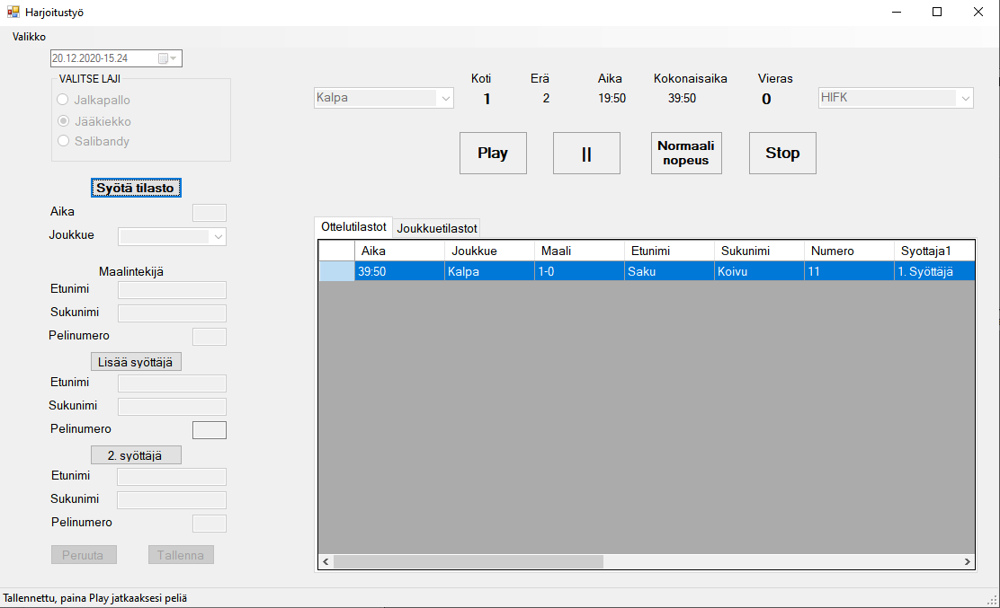 Harjoitustyö
Valikko
20.12.2020-15.24
VALITSE LAJI
Jalkapallo
Jääkiekko
Salibandy
Koti Erä Aika Kokonaisaika Vieras
Kalpa 1 2 19:50 39:50 0 HIFK
Play || Normaali nopeus Stop
Syötä tilasto
Aika
Joukkue
Maalintekijä
Etunimi
Sukunimi
Pelinumero
Lisää syöttäjä
Etunimi
Sukunimi
Pelinumero
2. syöttäjä
Etunimi
Sukunimi
Pelinumero
Peruuta Tallenna
Ottelutilastot Joukkuetilastot
Aika Joukkue Maali Etunimi Sukunimi Numero Syottaja1
39:50 Kalpa 1-0 Saku Koivu 11 1. Syöttäjä
Tallennettu, paina Play jatkaaksesi peliä